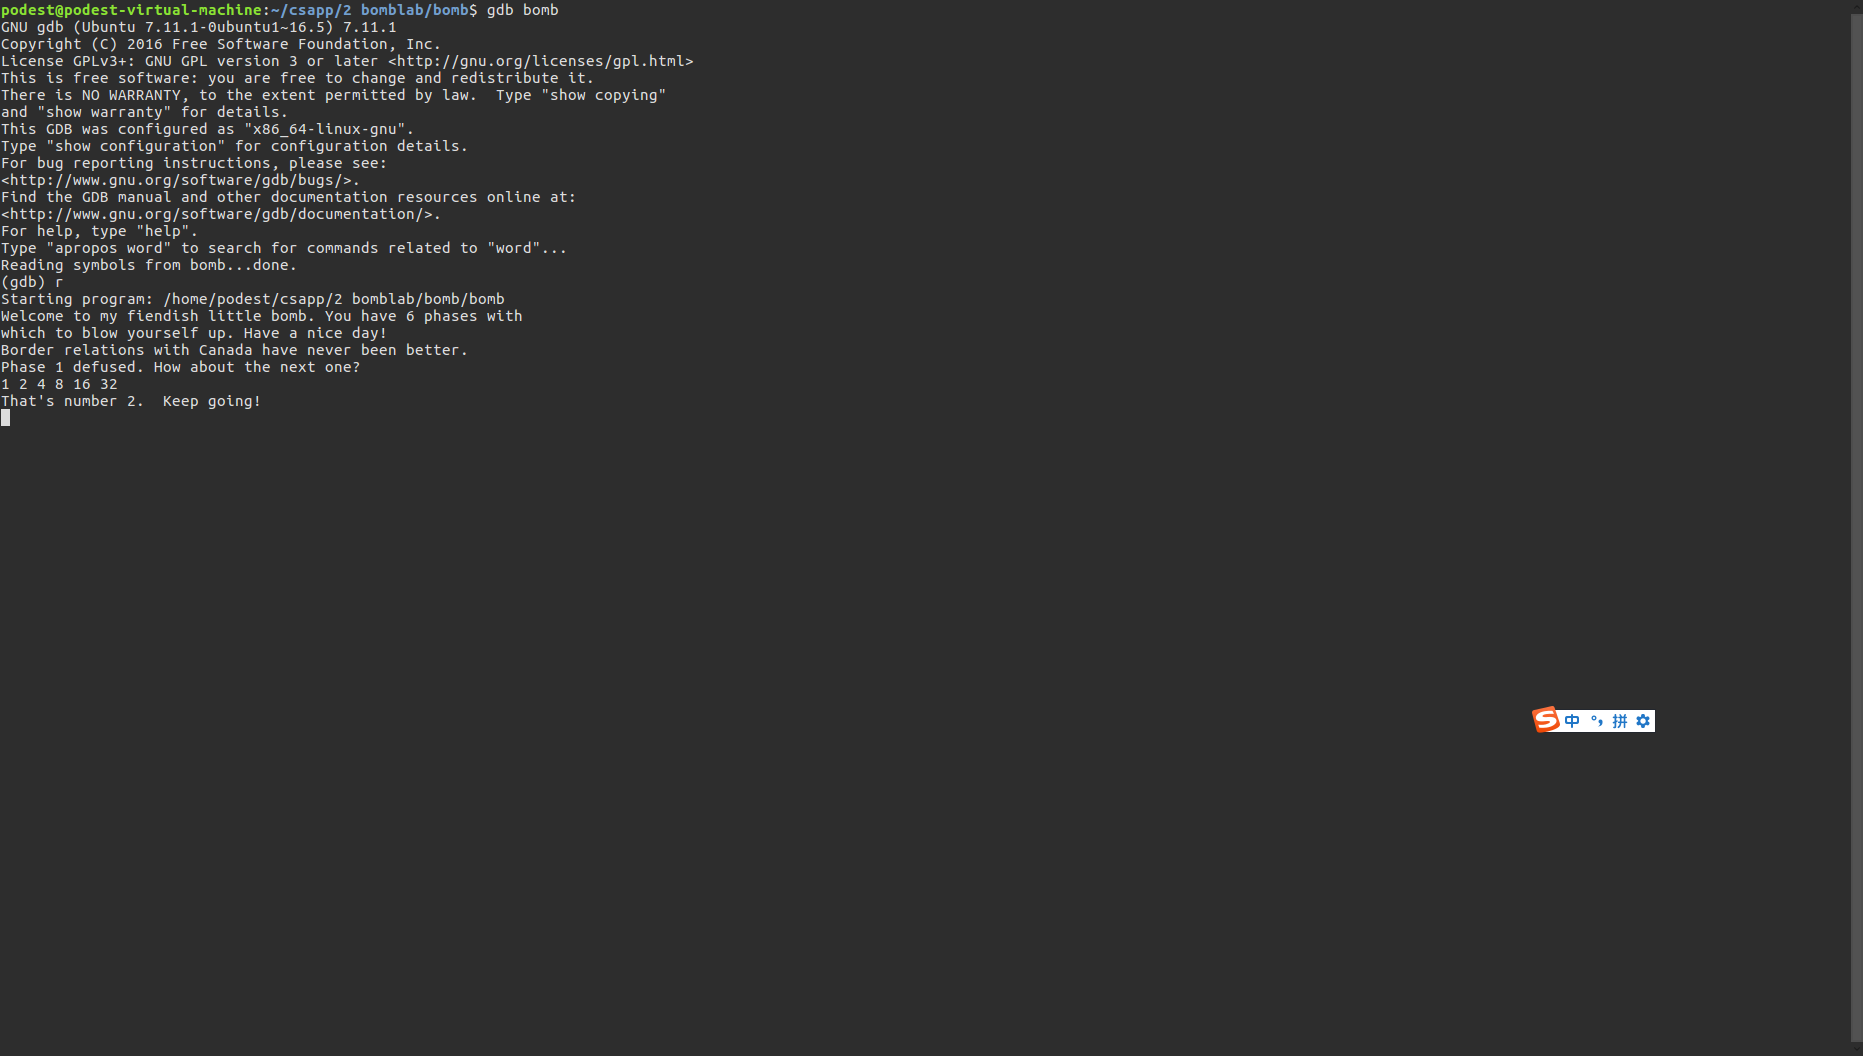 podest@podest-virtual-machine:~/csapp/2 bomblab/bomb$ gdb bomb
GNU gdb (Ubuntu 7.11.1-0ubuntu1~16.5) 7.11.1
Copyright (C) 2016 Free Software Foundation, Inc.
License GPLv3+: GNU GPL version 3 or later <http://gnu.org/licenses/gpl.html>
This is free software: you are free to change and redistribute it.
There is NO WARRANTY, to the extent permitted by law.  Type "show copying"
and "show warranty" for details.
This GDB was configured as "x86_64-linux-gnu".
Type "show configuration" for configuration details.
For bug reporting instructions, please see:
<http://www.gnu.org/software/gdb/bugs/>.
Find the GDB manual and other documentation resources online at:
<http://www.gnu.org/software/gdb/documentation/>.
For help, type "help".
Type "apropos word" to search for commands related to "word"...
Reading symbols from bomb...done.
(gdb) r
Starting program: /home/podest/csapp/2 bomblab/bomb/bomb
Welcome to my fiendish little bomb. You have 6 phases with
which to blow yourself up. Have a nice day!
Border relations with Canada have never been better.
Phase 1 defused. How about the next one?
1 2 4 8 16 32
That's number 2.  Keep going!
S 中 °, 拼